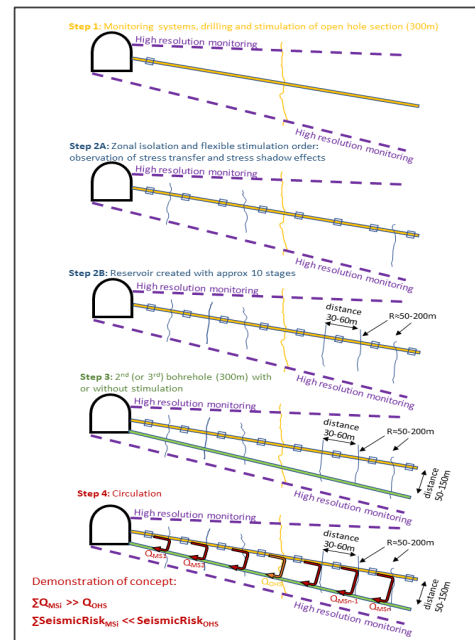 Step 1: Monitoring systems, drilling and stimulation of open hole section (300m)
High resolution monitoring
High resolution monitoring
Step 2A: Zonal isolation and flexible stimulation order:
observation of stress transfer and stress shadow effects
High resolution monitoring
High resolution monitoring
Step 2B: Reservoir created with approx 10 stages
High resolution monitoring
distance
30-60m
R≈50-200m
High resolution monitoring
Step 3: 2nd (or 3rd) bohrehole (300m) with
or without stimulation
High resolution monitoring
distance
30-60m
R=50-200m
distance
50-150m
High resolution monitoring
Step 4: Circulation
High resolution monitoring
distance
30-60m
R=50-200m
QMS1
QMS2
QOHS
QMSn-1
QMSn
distance
50-150m
High resolution monitoring
Demonstration of concept:
∑QMSi >> QOHS
∑SeismicRiskMSi << SeismicRiskOHS